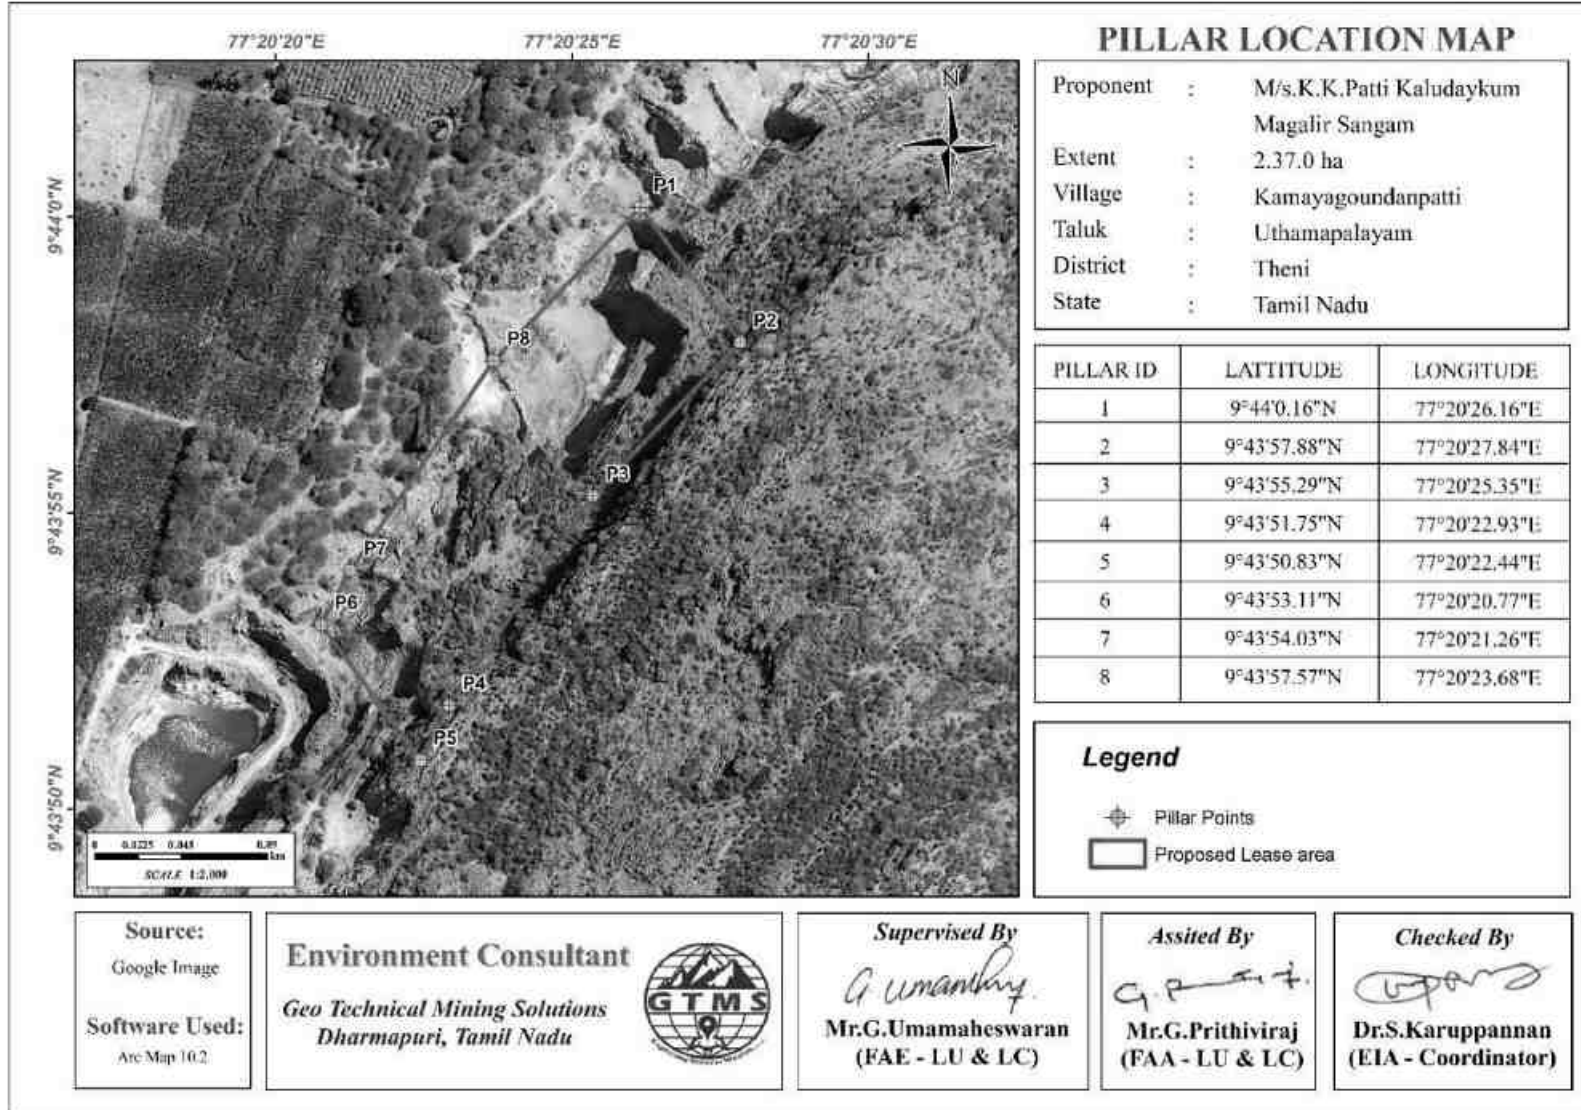 77°20'20"E
77°20'25"E
77°20'30"E
9°44'0"N
9°43'55"N
9°43'50"N
N
P1
P2
P8
P3
P7
P6
P4
P5
0 0.0225 0.045 0.09
km
SCALE 1:2,000
PILLAR LOCATION MAP
Proponent : M/s.K.K.Patti Kaludaykum
Magalir Sangam
Extent : 2.37.0 ha
Village : Kamayagoundanpatti
Taluk : Uthamapalayam
District : Theni
State : Tamil Nadu
PILLAR ID LATTITUDE LONGITUDE
1 9°44'0.16"N 77°20'26.16"E
2 9°43'57.88"N 77°20'27.84"E
3 9°43'55.29"N 77°20'25.35"E
4 9°43'51.75"N 77°20'22.93"E
5 9°43'50.83"N 77°20'22.44"E
6 9°43'53.11"N 77°20'20.77"E
7 9°43'54.03"N 77°20'21.26"E
8 9°43'57.57"N 77°20'23.68"E
Legend
Pillar Points
Proposed Lease area
Source:
Google Image
Software Used:
Arc Map 10.2
Environment Consultant
Geo Technical Mining Solutions
Dharmapuri, Tamil Nadu
GTMS
Supervised By
Mr.G.Umamaheswaran
(FAE - LU & LC)
Assited By
Mr.G.Prithiviraj
(FAA - LU & LC)
Checked By
Dr.S.Karuppannan
(EIA - Coordinator)